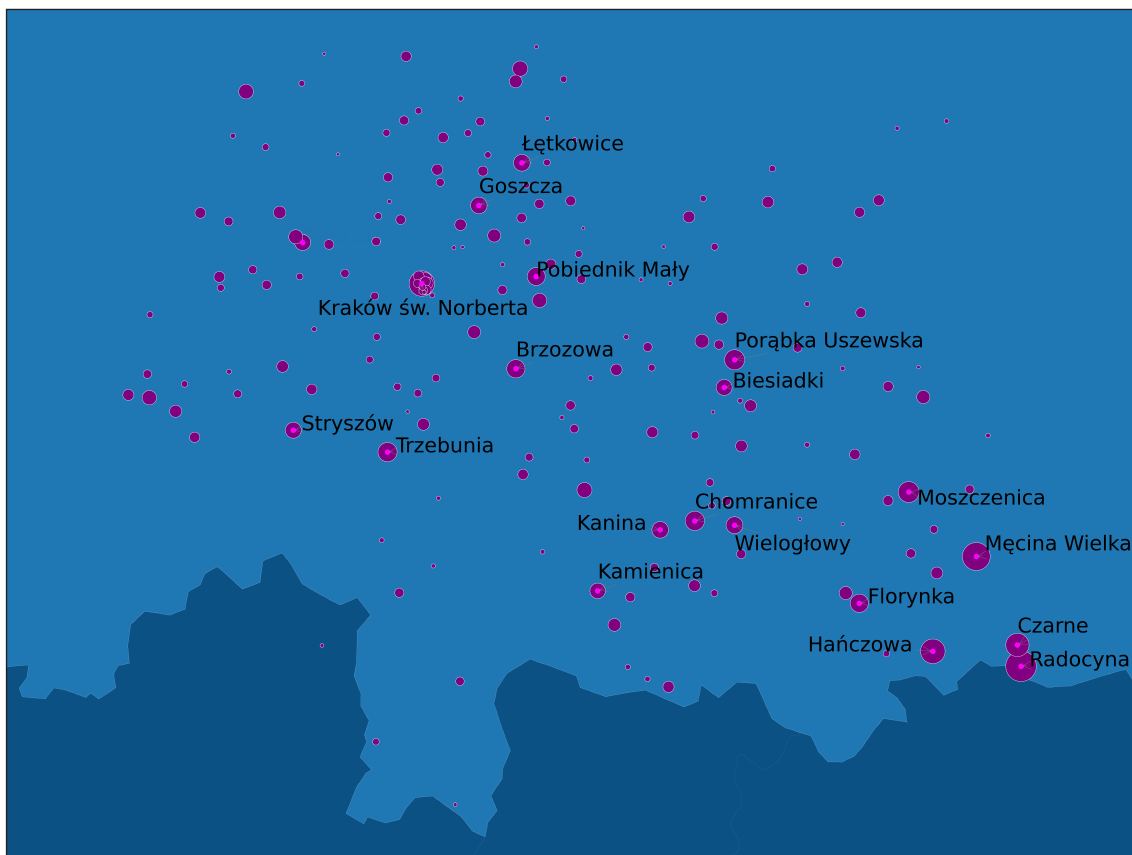 Łętkowice
Goszcza
Pobiednik Mały
Kraków św. Norberta
Porąbka Uszewska
Brzozowa
Biesiadki
Stryszów
Trzebunia
Moszczenica
Chomranice
Kanina
Wielogłowy
Męcina Wielka
Kamienica
Florynka
Czarne
Hańczowa
Radocyna